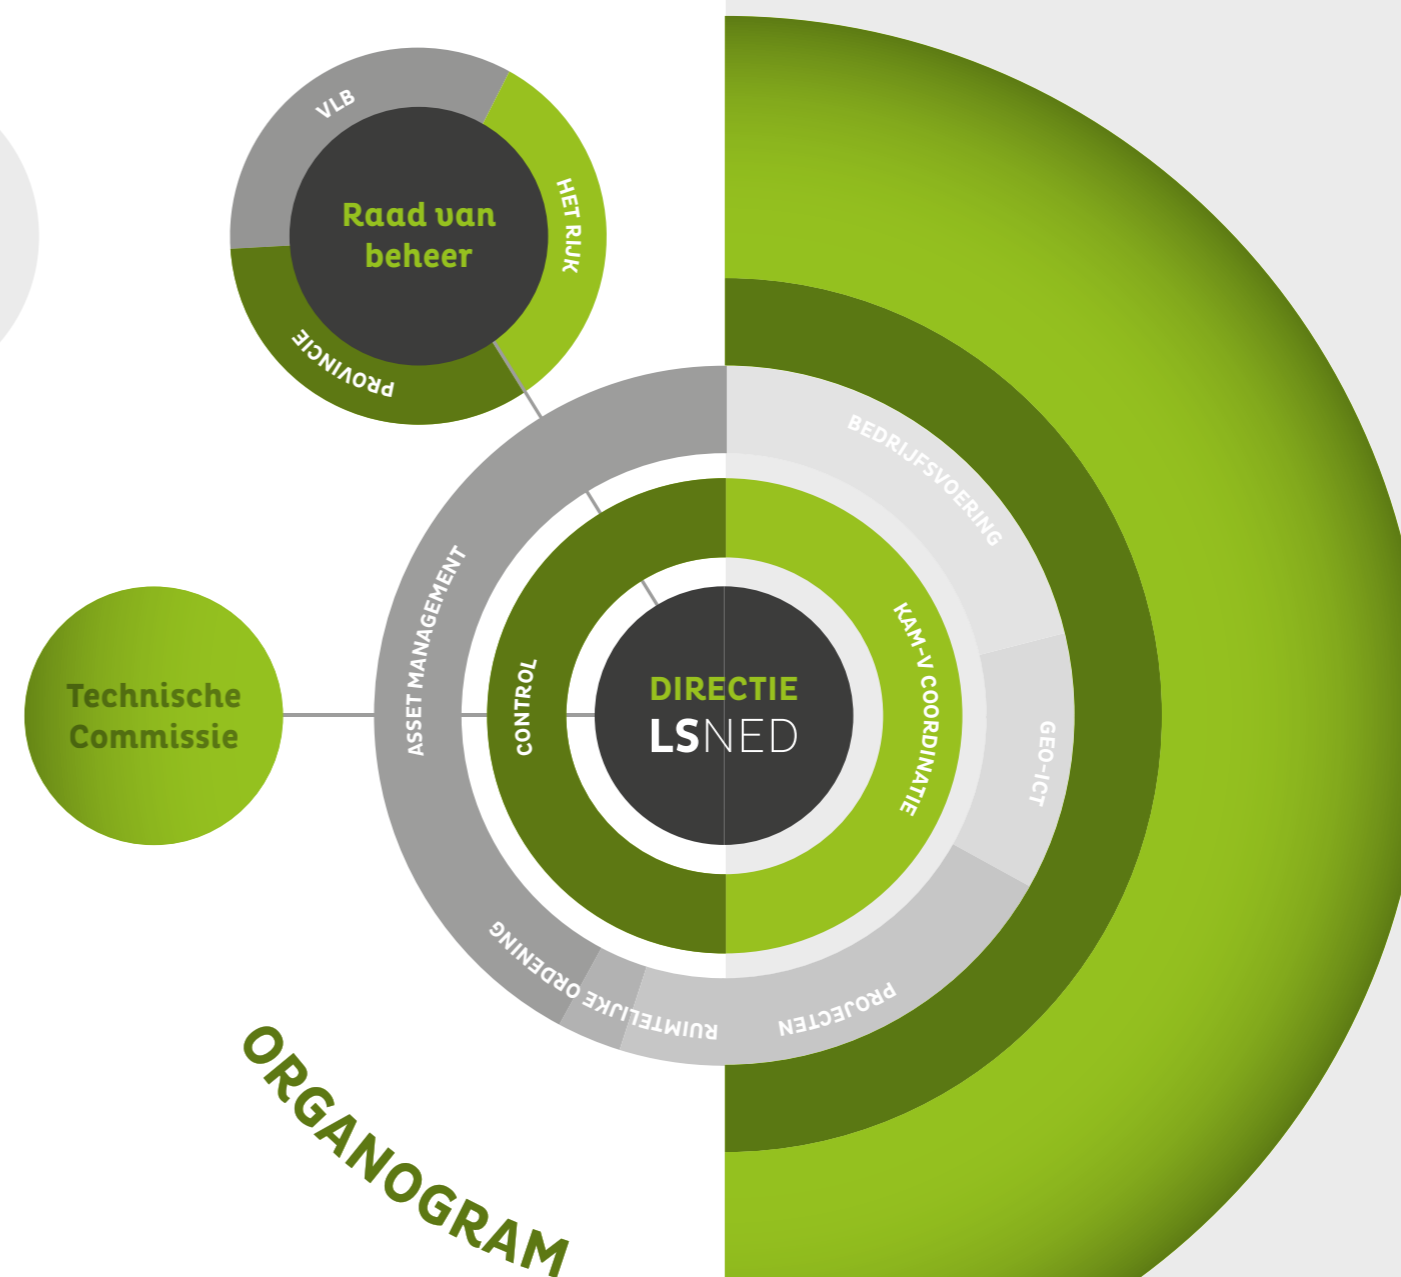 VLB
HET RIJK
PROVINCIE
Raad van
beheer
BEDRIJFSVOERING
GEO-ICT
PROJECTEN
RUIMTELIJKE ORDENING
ASSET MANAGEMENT
CONTROL
KAM-V COORDINATIE
DIRECTIE
LSNED
Technische
Commissie
ORGANOGRAM